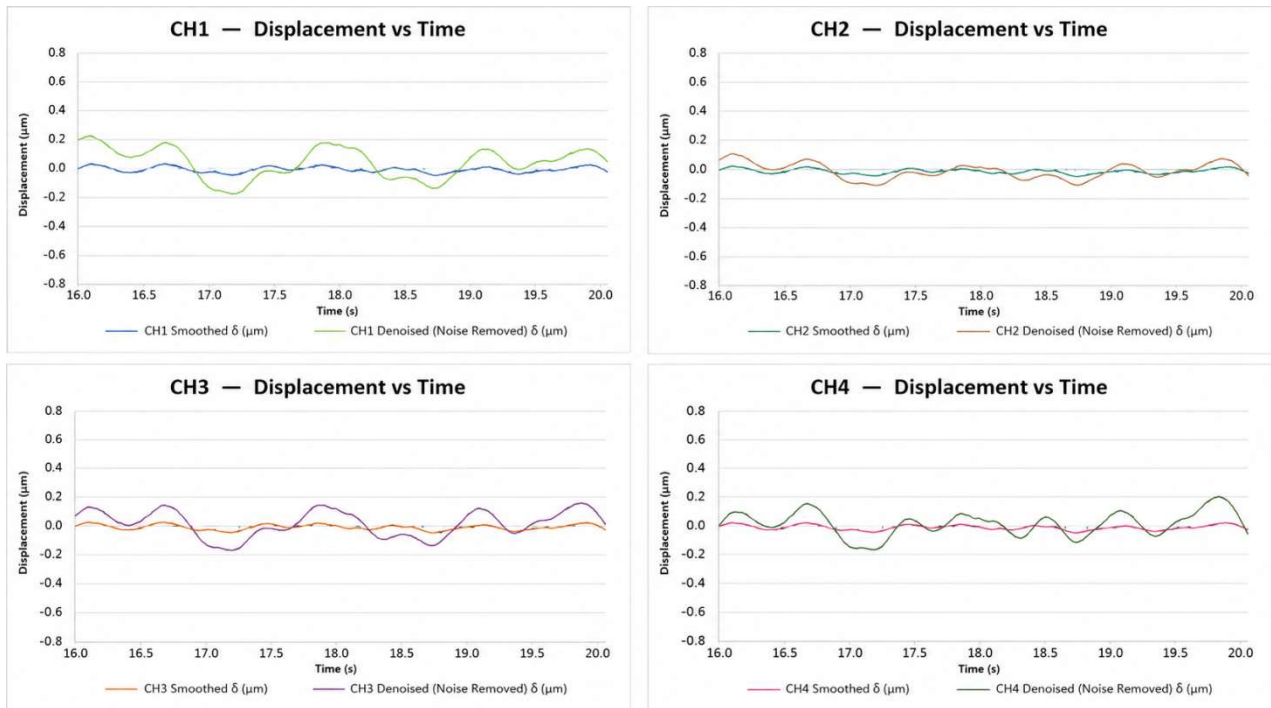 CH1 — Displacement vs Time
0.8
0.6
0.4
0.2
0.0
-0.2
-0.4
-0.6
-0.8
Displacement (μm)
16.0 16.5 17.0 17.5 18.0 18.5 19.0 19.5 20.0
Time (s)
CH1 Smoothed δ (μm) CH1 Denoised (Noise Removed) δ (μm)
CH2 — Displacement vs Time
0.8
0.6
0.4
0.2
0.0
-0.2
-0.4
-0.6
-0.8
Displacement (μm)
16.0 16.5 17.0 17.5 18.0 18.5 19.0 19.5 20.0
Time (s)
CH2 Smoothed δ (μm) CH2 Denoised (Noise Removed) δ (μm)
CH3 — Displacement vs Time
0.8
0.6
0.4
0.2
0.0
-0.2
-0.4
-0.6
-0.8
Displacement (μm)
16.0 16.5 17.0 17.5 18.0 18.5 19.0 19.5 20.0
Time (s)
CH3 Smoothed δ (μm) CH3 Denoised (Noise Removed) δ (μm)
CH4 — Displacement vs Time
0.8
0.6
0.4
0.2
0.0
-0.2
-0.4
-0.6
-0.8
Displacement (μm)
16.0 16.5 17.0 17.5 18.0 18.5 19.0 19.5 20.0
Time (s)
CH4 Smoothed δ (μm) CH4 Denoised (Noise Removed) δ (μm)